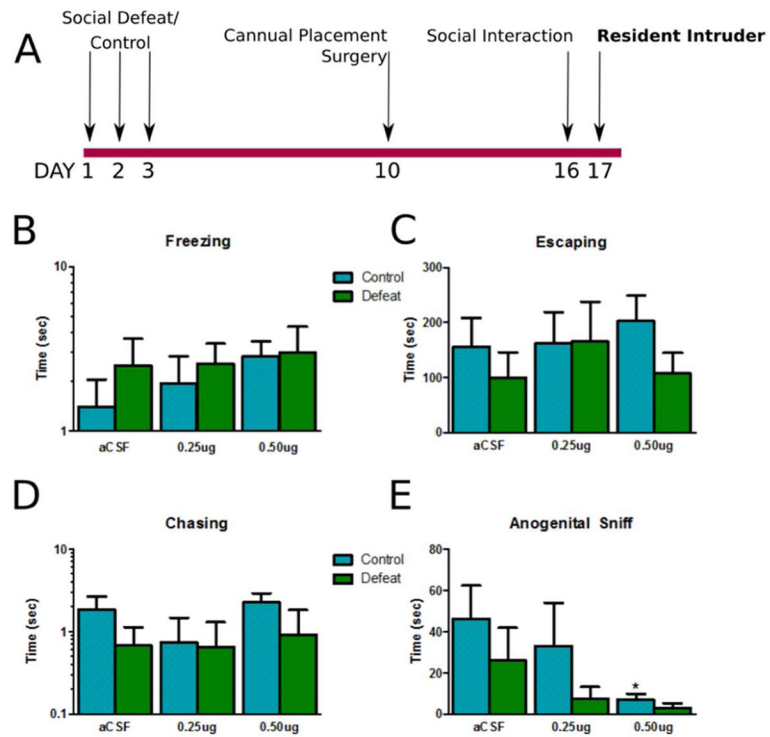 A
Social Defeat/
Control
Cannual Placement
Surgery
Social Interaction
Resident Intruder
DAY 1 2 3 10 16 17
B
Freezing
Time (sec)
10
1
aCSF 0.25ug 0.50ug
Control
Defeat
C
Escaping
Time (sec)
300
200
100
0
aCSF 0.25ug 0.50ug
D
Chasing
Time (sec)
10
1
0.1
aCSF 0.25ug 0.50ug
Control
Defeat
E
Anogenital Sniff
Time (sec)
80
60
40
20
0
*
aCSF 0.25ug 0.50ug